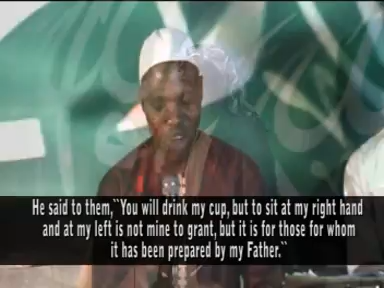 He said to them,``You will drink my cup, but to sit at my right hand
and at my left is not mine to grant, but it is for those for whom
it has been prepared by my Father.``